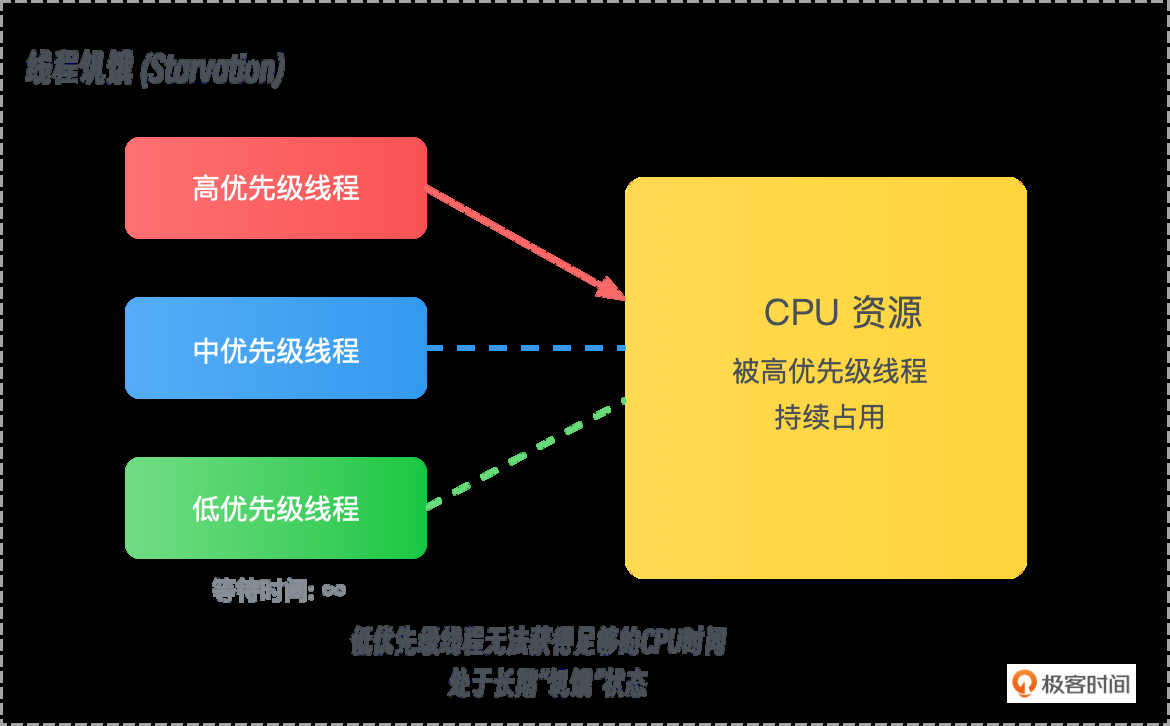 线程饥饿 (Starvation)
高优先级线程
中优先级线程
低优先级线程
等待时间: ∞
CPU 资源
被高优先级线程
持续占用
低优先级线程无法获得足够的CPU时间
处于长期“饥饿”状态
极客时间